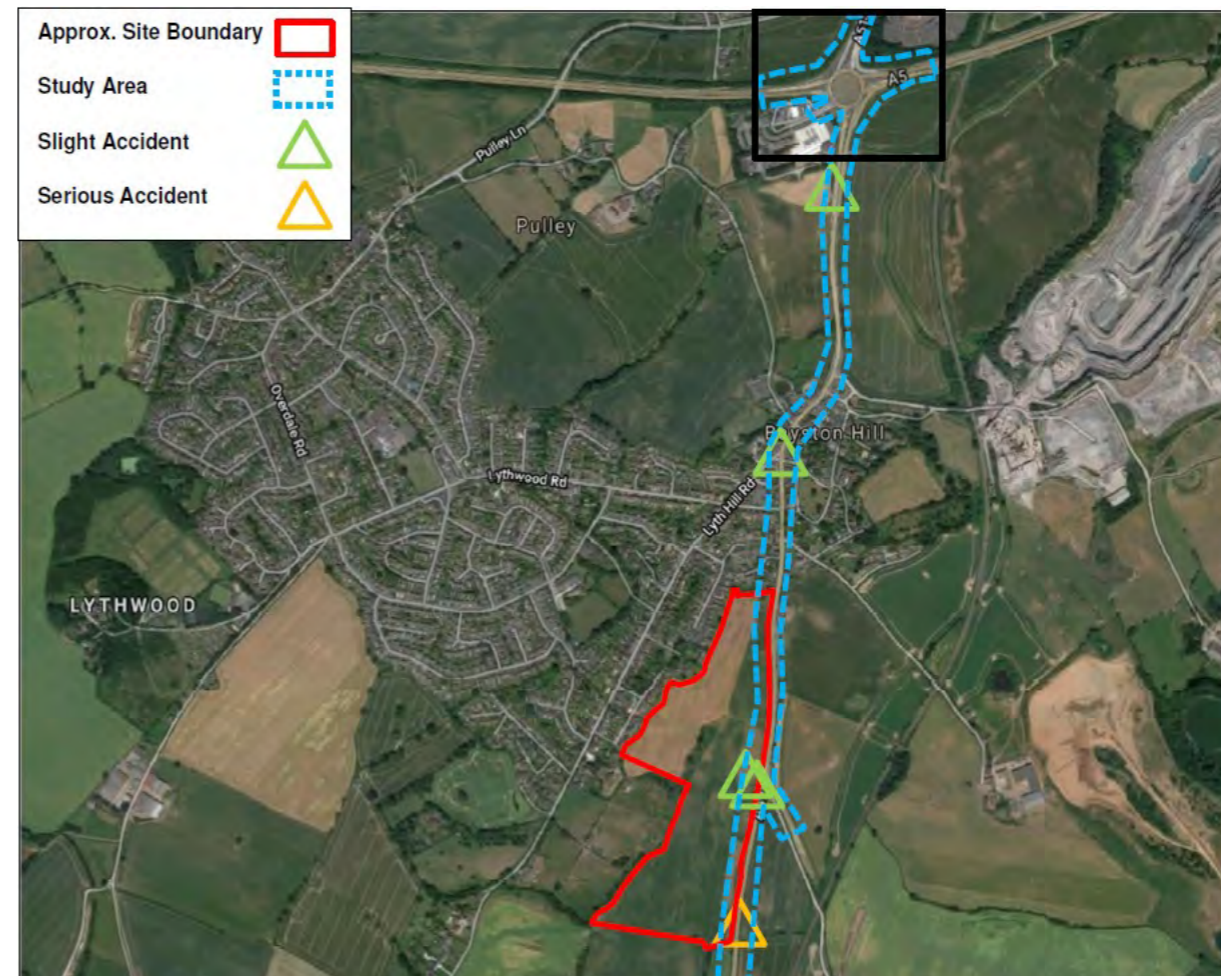 Approx. Site Boundary
Study Area
Slight Accident
Serious Accident
A5
Pulley Ln
Pulley
Overdale Rd
Lythwood Rd
Lyth Hill Rd
LYTHWOOD